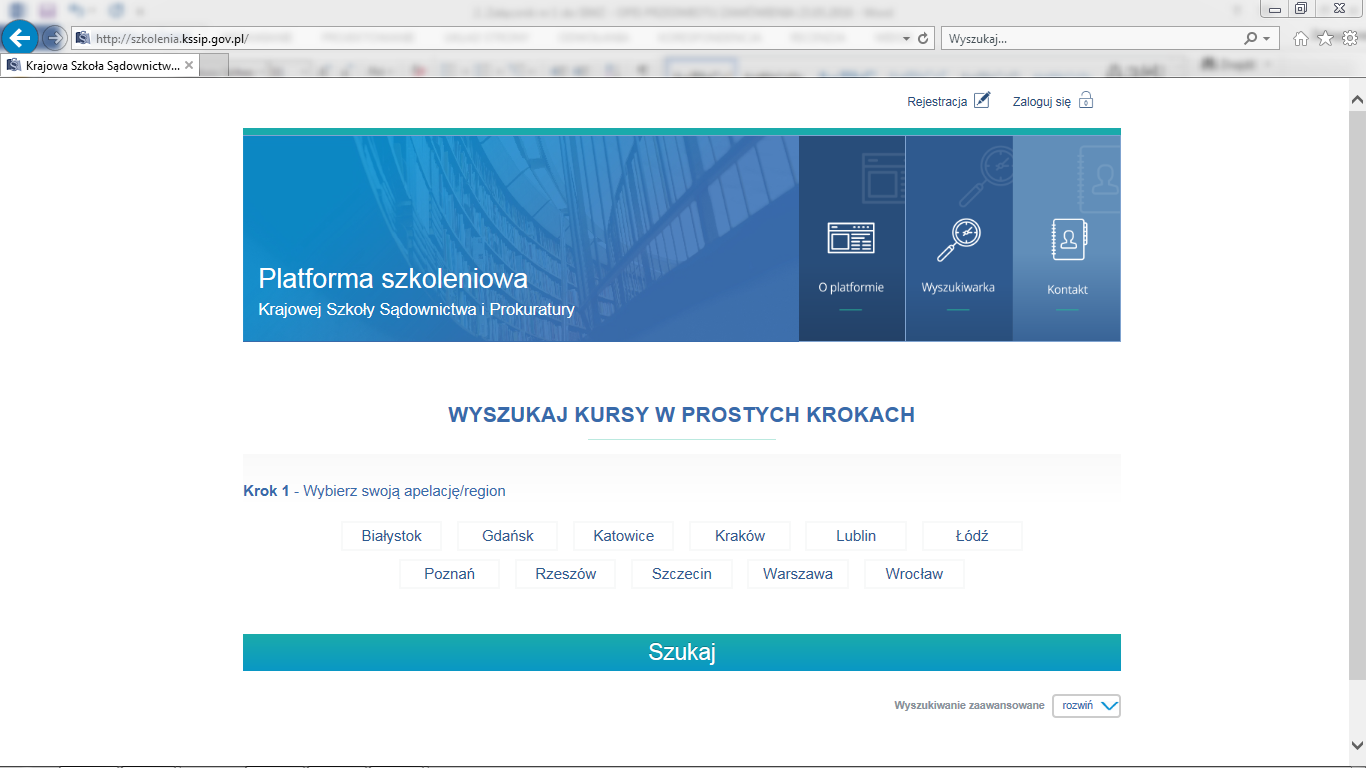 http://szkolenia.kssip.gov.pl/
Wyszukaj...
Krajowa Szkoła Sądownictw...
Rejestracja
Zaloguj się
Platforma szkoleniowa
Krajowej Szkoły Sądownictwa i Prokuratury
O platformie
Wyszukiwarka
Kontakt
WYSZUKAJ KURSY W PROSTYCH KROKACH
Krok 1 - Wybierz swoją apelację/region
Białystok Gdańsk Katowice Kraków Lublin Łódź
Poznań Rzeszów Szczecin Warszawa Wrocław
Szukaj
Wyszukiwanie zaawansowane rozwiń